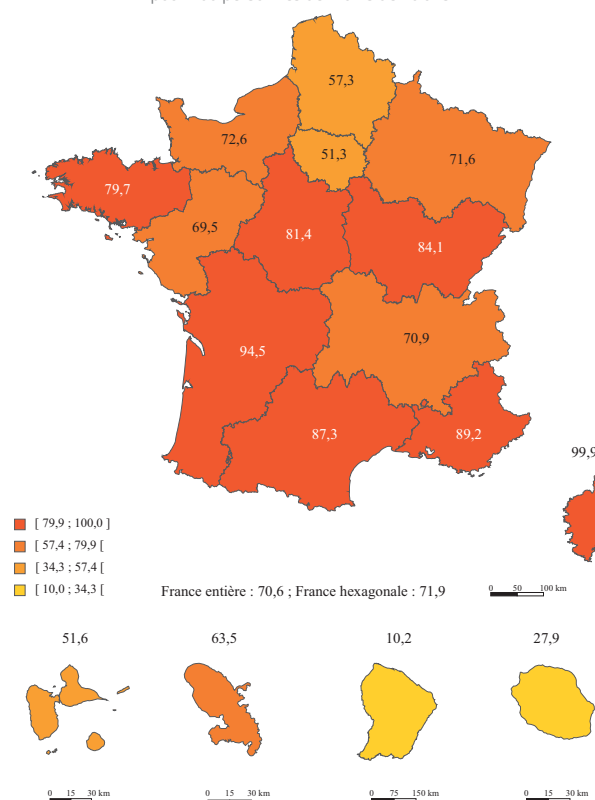 57,3
72,6
51,3
71,6
79,7
69,5
81,4
84,1
94,5
70,9
87,3
89,2
99,9
[ 79,9 ; 100,0 ]
[ 57,4 ; 79,9 [
[ 34,3 ; 57,4 [
[ 10,0 ; 34,3 [
France entière : 70,6 ; France hexagonale : 71,9
0 50 100 km
51,6
63,5
10,2
27,9
0 15 30 km
0 15 30 km
0 75 150 km
0 15 30 km